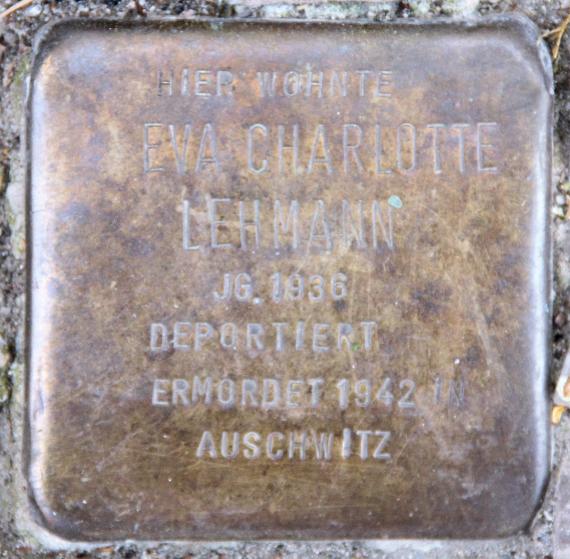 HIER WOHNTE
EVA CHARLOTTE
LEHMANN
JG. 1936
DEPORTIERT
ERMORDET 1942 IN
AUSCHWITZ